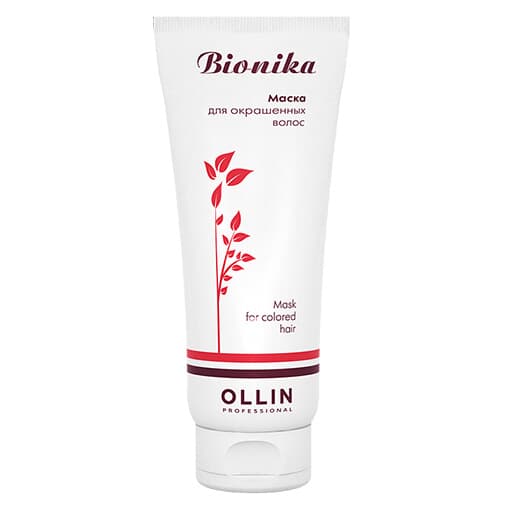 Bionika
Маска
для окрашенных
волос
Mask
for colored
hair
OLLIN
PROFESSIONAL